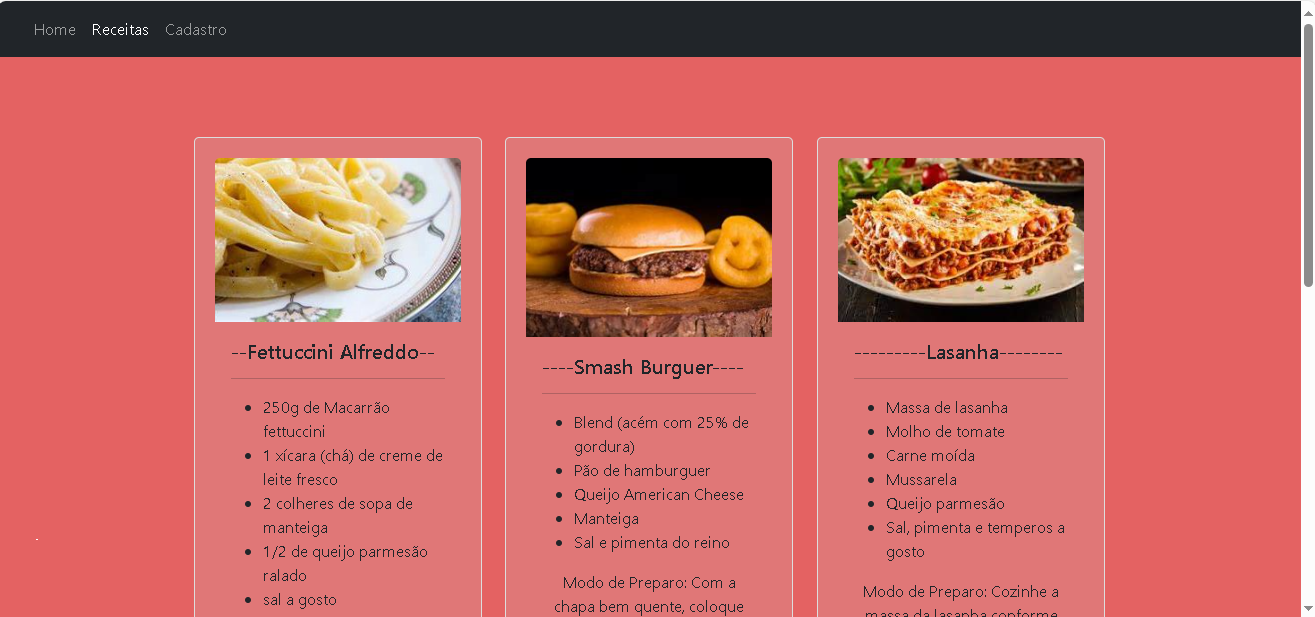 Home Receitas Cadastro
--Fettuccini Alfreddo--
250g de Macarrão
fettuccini
1 xícara (chá) de creme de
leite fresco
2 colheres de sopa de
manteiga
1/2 de queijo parmesão
ralado
sal a gosto
----Smash Burguer----
Blend (acém com 25% de
gordura)
Pão de hamburguer
Queijo American Cheese
Manteiga
Sal e pimenta do reino
Modo de Preparo: Com a
chapa bem quente, coloque
---------Lasanha--------
Massa de lasanha
Molho de tomate
Carne moída
Mussarela
Queijo parmesão
Sal, pimenta e temperos a
gosto
Modo de Preparo: Cozinhe a
massa da lasanha conforme